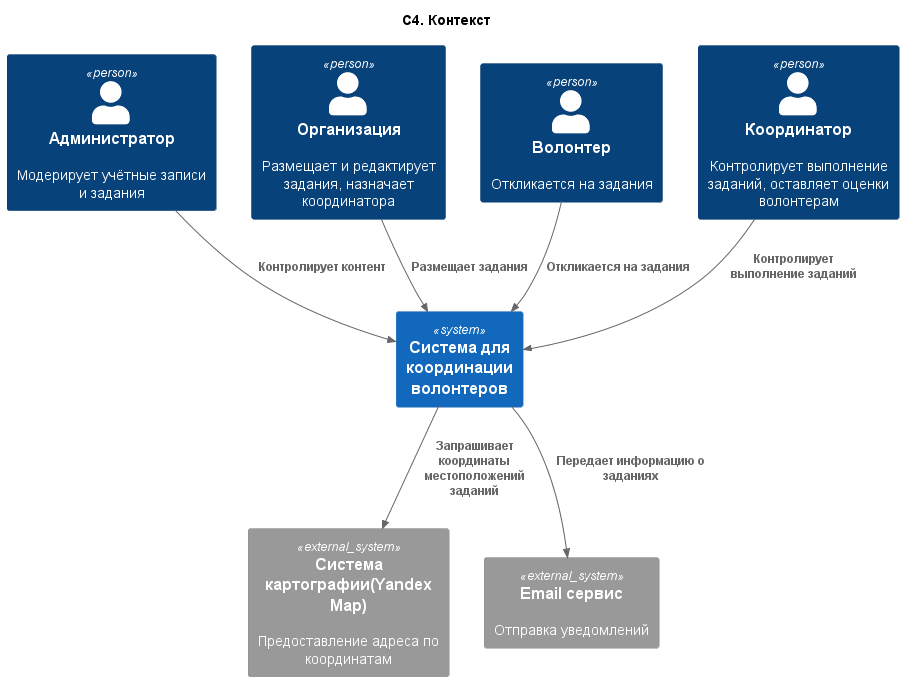 C4. Контекст
«person»
Администратор
Модерирует учётные записи
и задания
«person»
Организация
Размещает и редактирует
задания, назначает
координатора
«person»
Волонтер
Откликается на задания
«person»
Координатор
Контролирует выполнение
заданий, оставляет оценки
волонтерам
Контролирует контент
Размещает задания
Откликается на задания
Контролирует
выполнение заданий
«system»
Система для
координации
волонтеров
Запрашивает
координаты
местоположений
заданий
Передает информацию о
заданиях
«external_system»
Система
картографии(Yandex
Map)
Предоставление адреса по
координатам
«external_system»
Email сервис
Отправка уведомлений